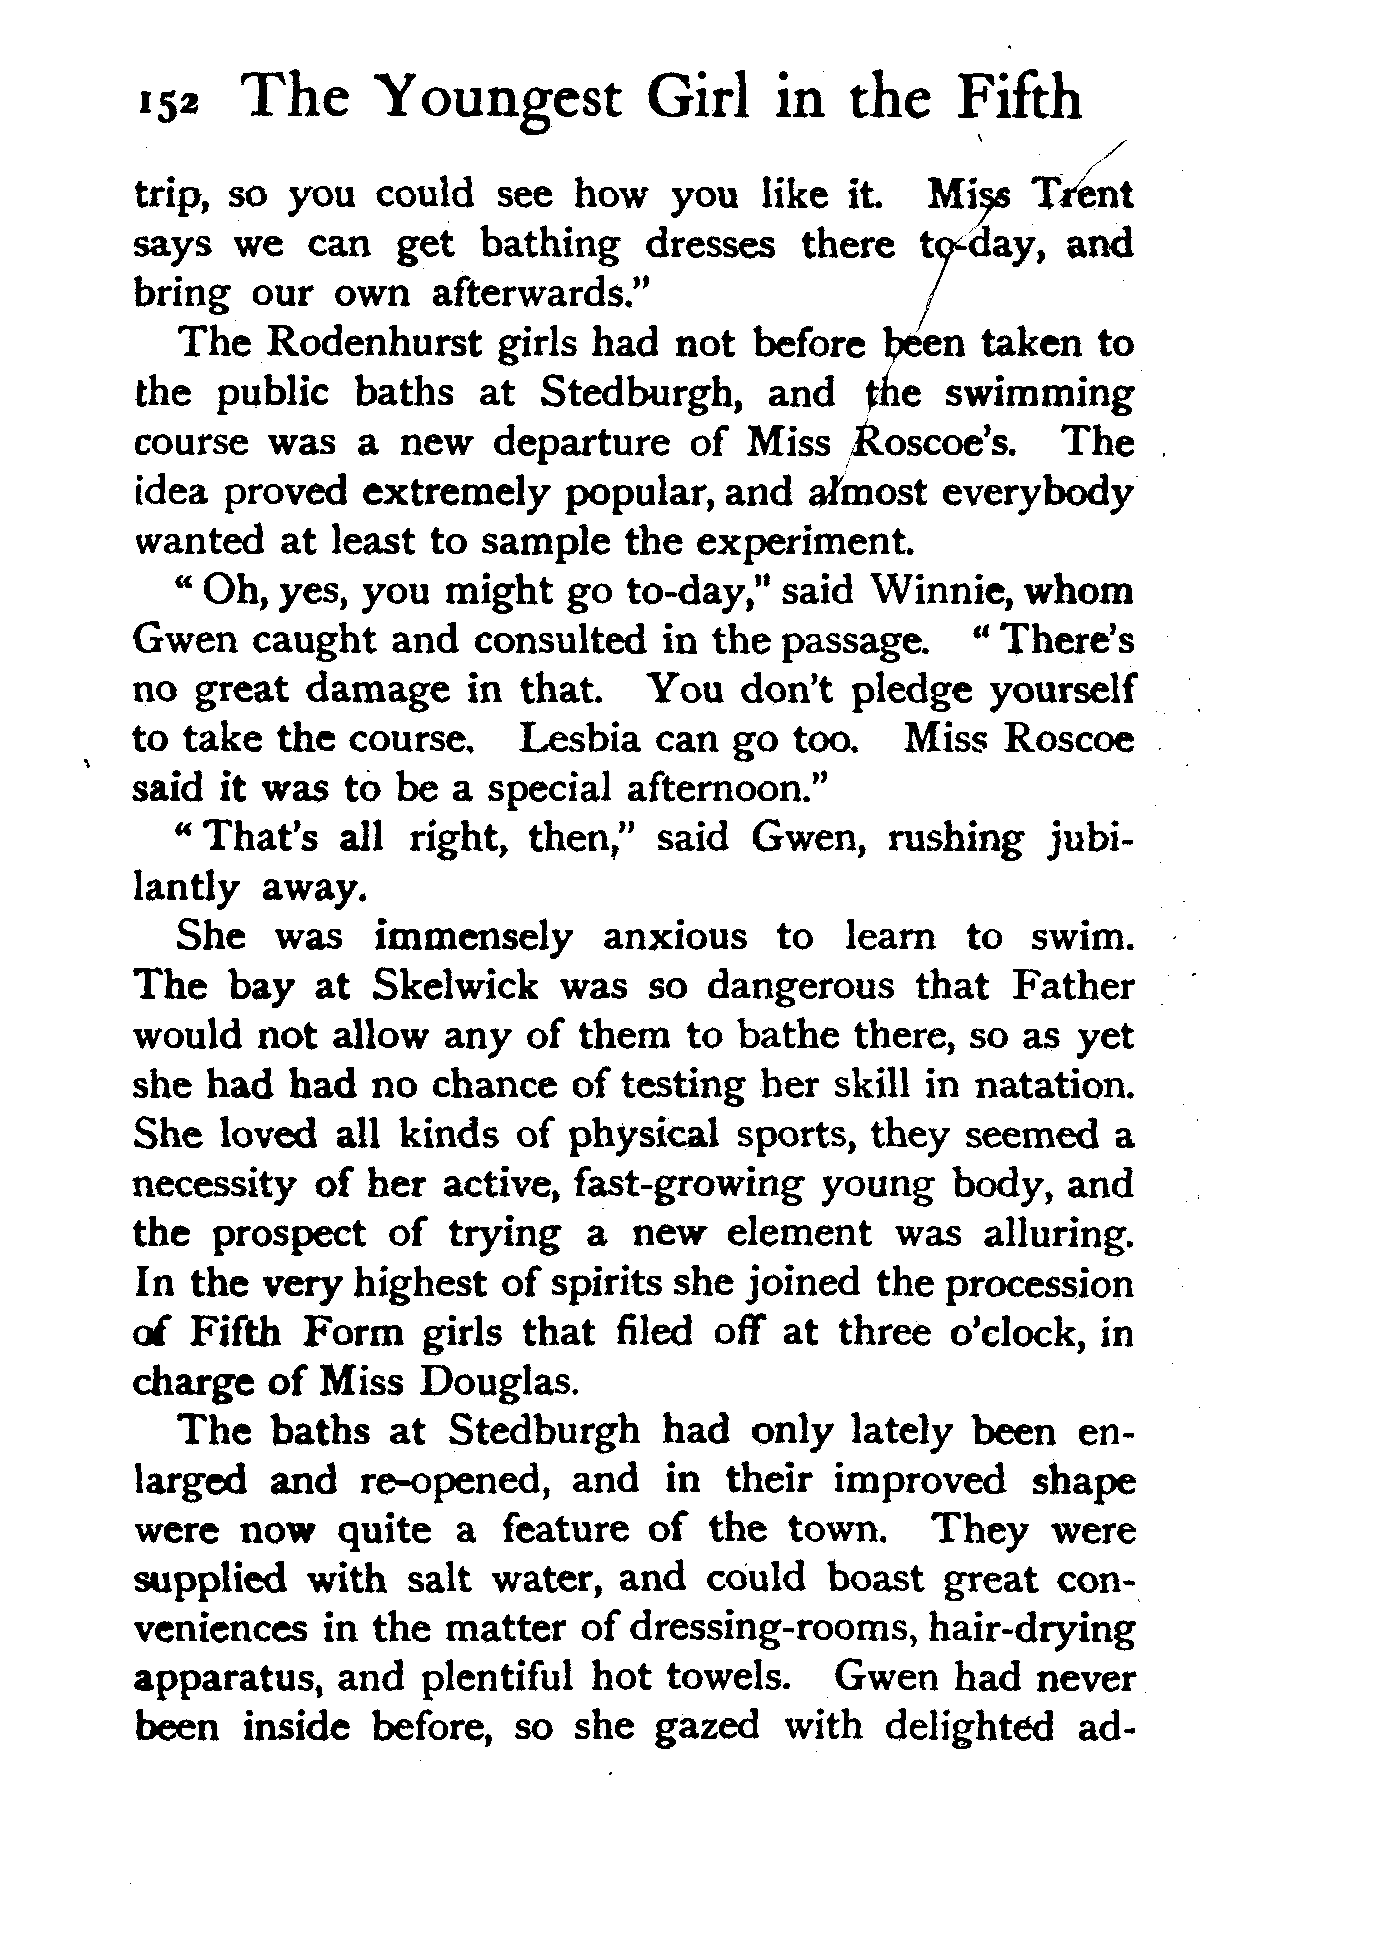 152 The Youngest Girl in the Fifth
trip, so you could see how you like it. Miss Trent
says we can get bathing dresses there to-day, and
bring our own afterwards."
The Rodenhurst girls had not before been taken to
the public baths at Stedburgh, and the swimming
course was a new departure of Miss Roscoe's. The
idea proved extremely popular, and almost everybody
wanted at least to sample the experiment.
"Oh, yes, you might go to-day," said Winnie, whom
Gwen caught and consulted in the passage. "There's
no great damage in that. You don't pledge yourself
to take the course. Lesbia can go too. Miss Roscoe
said it was to be a special afternoon."
"That's all right, then," said Gwen, rushing jubi-
lantly away.
She was immensely anxious to learn to swim.
The bay at Skelwick was so dangerous that Father
would not allow any of them to bathe there, so as yet
she had had no chance of testing her skill in natation.
She loved all kinds of physical sports, they seemed a
necessity of her active, fast-growing young body, and
the prospect of trying a new element was alluring.
In the very highest of spirits she joined the procession
of Fifth Form girls that filed off at three o'clock, in
charge of Miss Douglas.
The baths at Stedburgh had only lately been en-
larged and re-opened, and in their improved shape
were now quite a feature of the town. They were
supplied with salt water, and could boast great con-
veniences in the matter of dressing-rooms, hair-drying
apparatus, and plentiful hot towels. Gwen had never
been inside before, so she gazed with delighted ad-